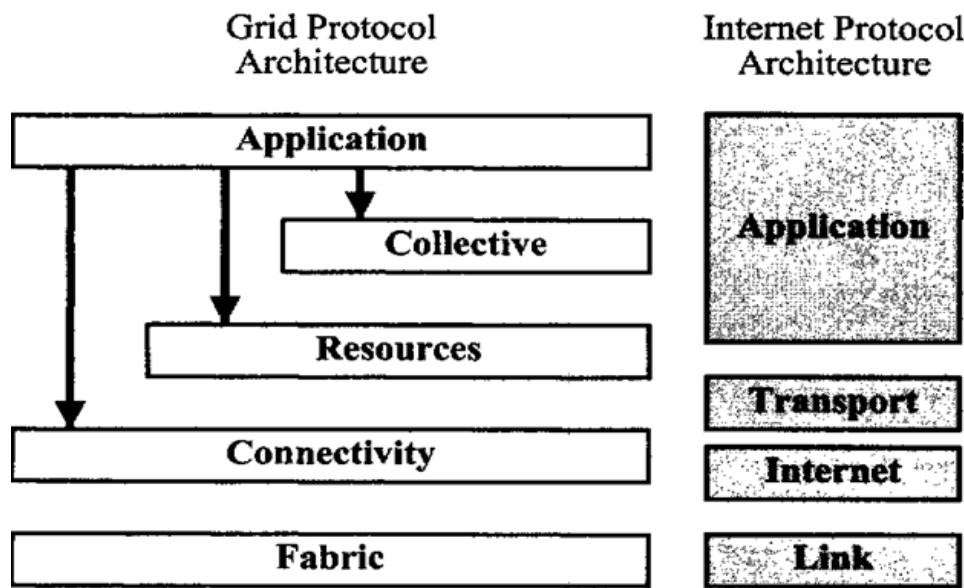 Grid Protocol
Architecture
Internet Protocol
Architecture
Application
Collective
Resources
Connectivity
Fabric
Application
Transport
Internet
Link